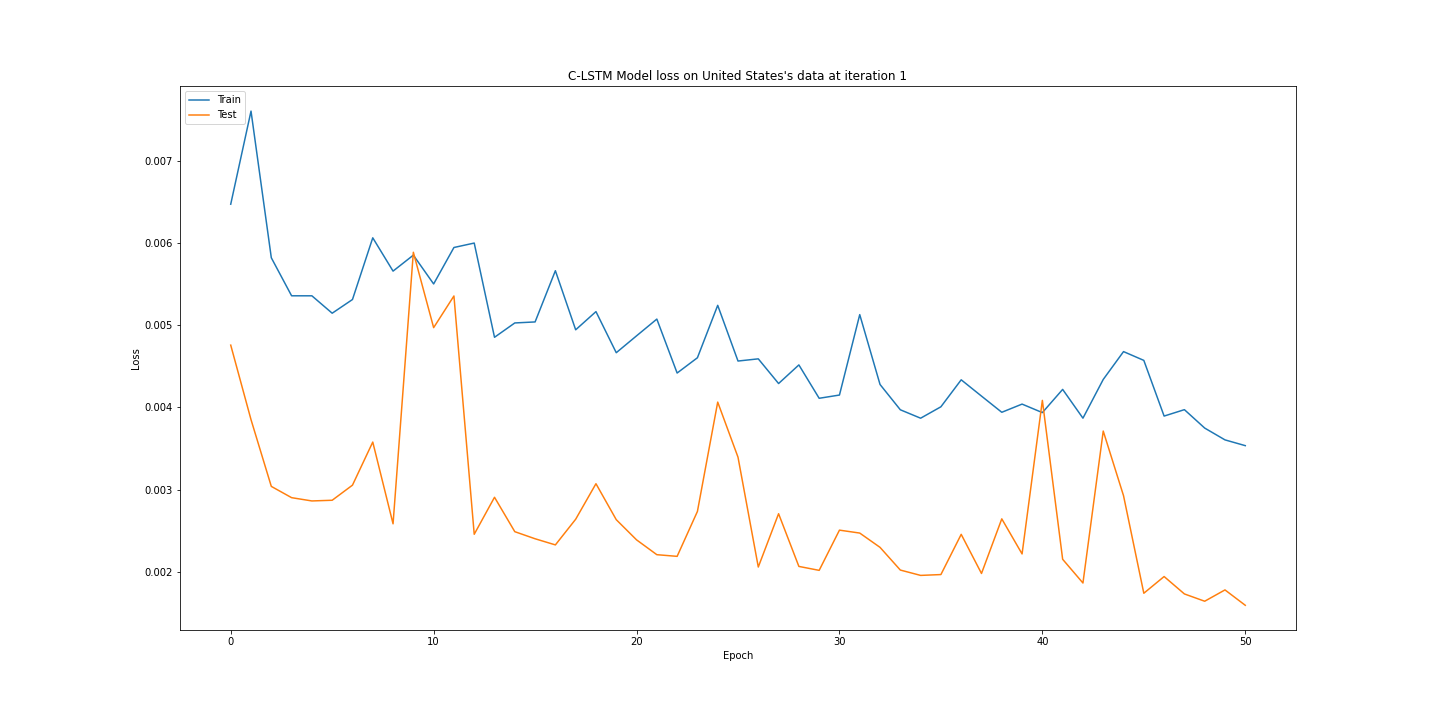 C-LSTM Model loss on United States's data at iteration 1
Train
Test
0.007
0.006
0.005
0.004
0.003
0.002
Loss
0 10 20 30 40 50
Epoch